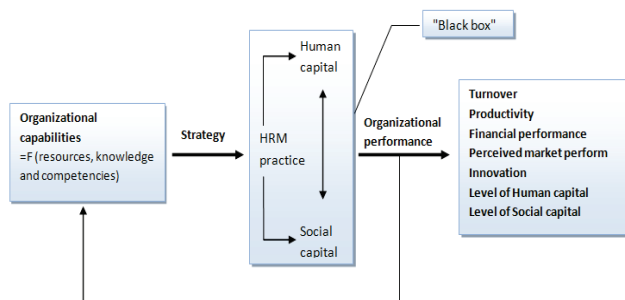 "Black box"
Organizational
capabilities
=F (resources, knowledge
and competencies)
Strategy
Human
capital
HRM
practice
Social
capital
Organizational
performance
Turnover
Productivity
Financial performance
Perceived market perform
Innovation
Level of Human capital
Level of Social capital